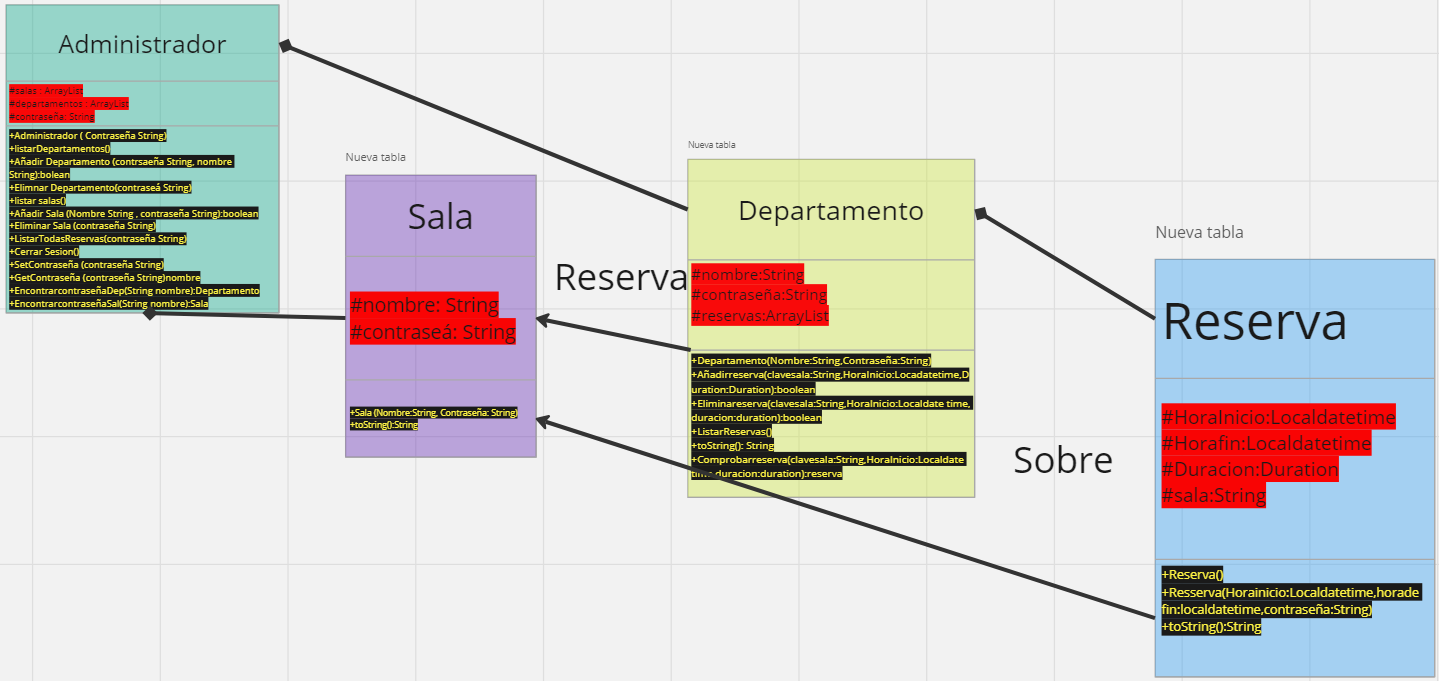 Administrador
#salas : ArrayList
#departamentos : ArrayList
#contraseña: String
+Administrador ( Contraseña String)
+listarDepartamentos()
+Añadir Departamento (contrsaeña String, nombre
String):bolean
+Elimnar Departamento(contraseá String)
+listar salas()
+Añadir Sala (Nombre String , contraseña String):boolean
+Eliminar Sala (contraseña String)
+ListarTodasReservas(contraseña String)
+Cerrar Sesion()
+SetContraseña (contraseña String)
+GetContraseña (contraseña String)nombre
+EncontrarcontraseñaDep(String nombre):Departamento
+EncontrarcontraseñaSal(String nombre):Sala
Nueva tabla
Sala
#nombre: String
#contraseá: String
+Sala (Nombre:String, Contraseña: String)
+toString():String
Reserva
Nueva tabla
Departamento
#nombre:String
#contraseña:String
#reservas:ArrayList
+Departamento(Nombre:String,Contraseña:String)
+Añadirreserva(clavesala:String,HoraInicio:Locadatetime,D
uration:Duration):boolean
+Eliminareserva(clavesala:String,HoraInicio:Localdate time,
duracion:duration):boolean
+ListarReservas()
+toString(): String
+Comprobarreserva(clavesala:String,HoraInicio:Localdate
time,duracion:duration):reserva
Sobre
Nueva tabla
Reserva
#HoraInicio:Localdatetime
#Horafin:Localdatetime
#Duracion:Duration
#sala:String
+Reserva()
+Resserva(Horainicio:Localdatetime,horade
fin:localdatetime,contraseña:String)
+toString():String